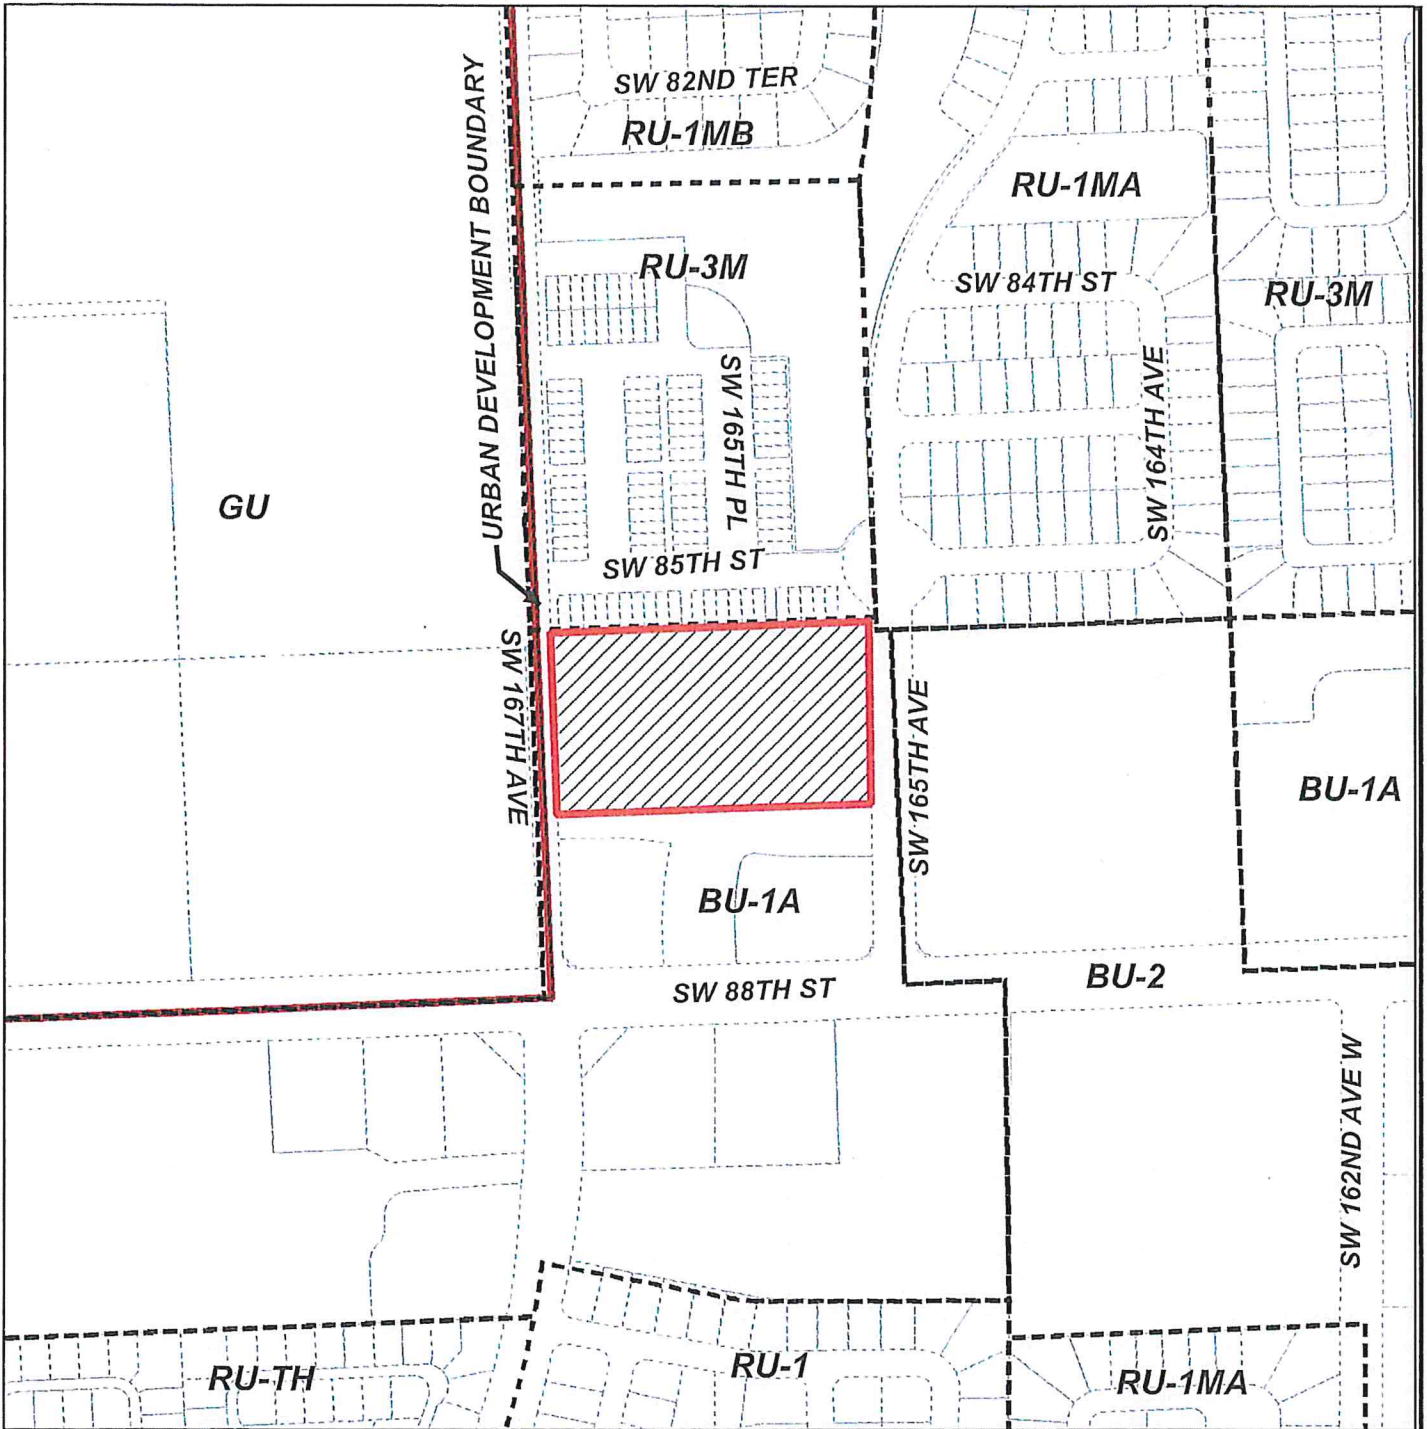 SW 82ND TER
RU-1MB
URBAN DEVELOPMENT BOUNDARY
RU-1MA
RU-3M
SW 84TH ST
RU-3M
SW 165TH PL
SW 164TH AVE
GU
SW 85TH ST
SW 167TH AVE
SW 165TH AVE
BU-1A
BU-1A
BU-2
SW 88TH ST
SW 162ND AVE W
RU-TH
RU-1
RU-1MA